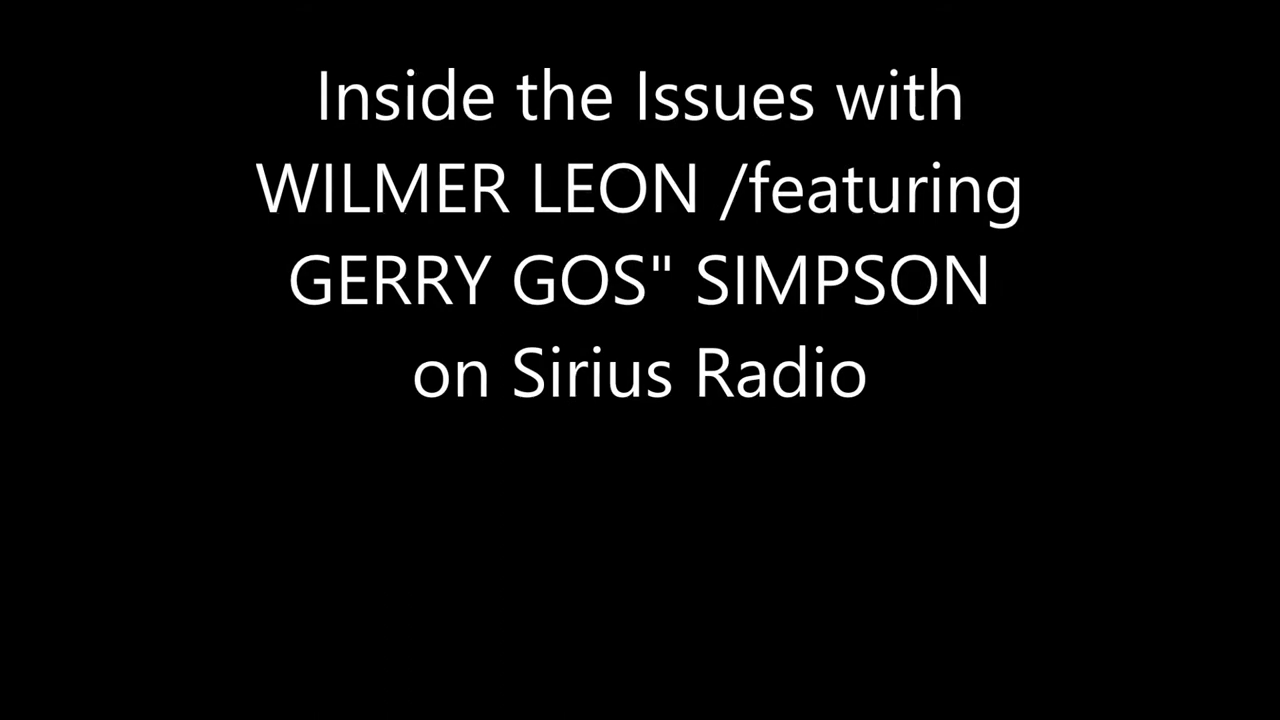 Inside the Issues with
WILMER LEON /featuring
GERRY GOS" SIMPSON
on Sirius Radio